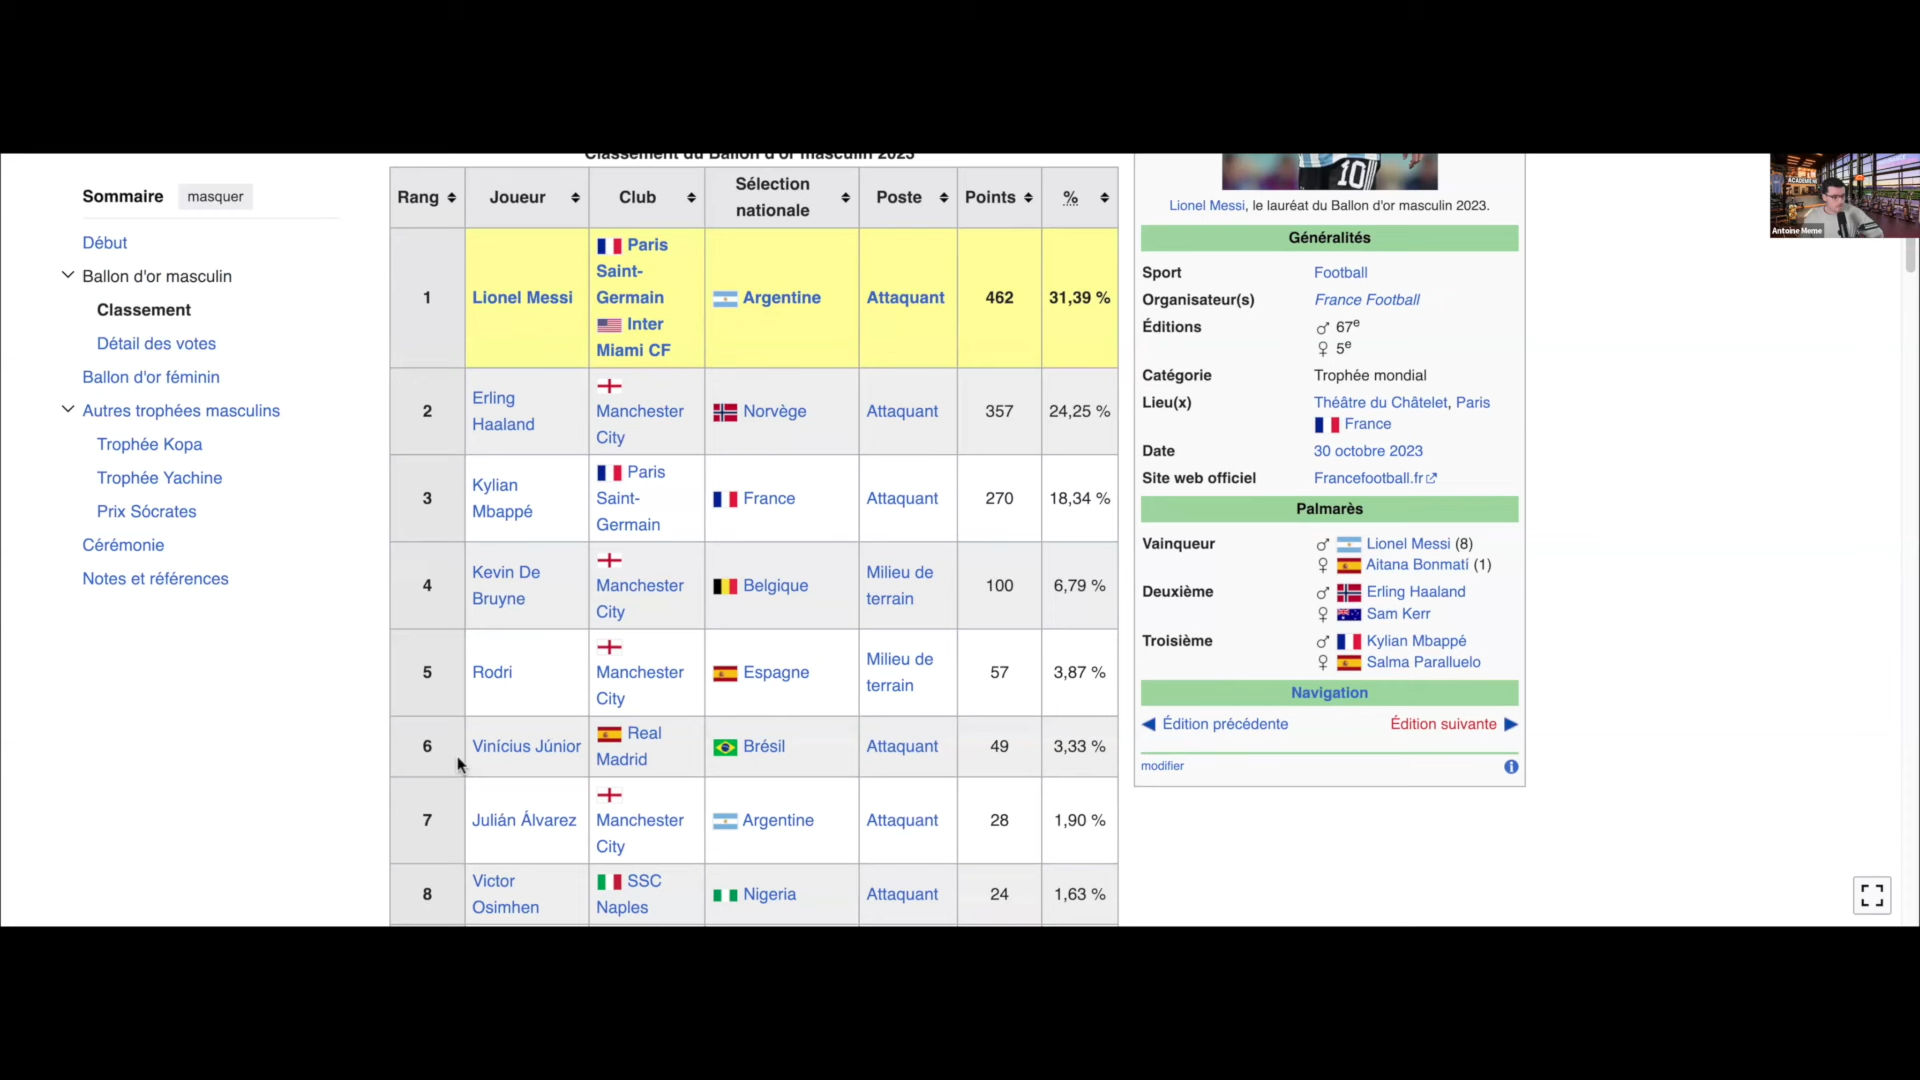 Classement du Ballon d'or masculin 2023
Sommaire masquer
Début
Ballon d'or masculin
Classement
Détail des votes
Ballon d'or féminin
Autres trophées masculins
Trophée Kopa
Trophée Yachine
Prix Sócrates
Cérémonie
Notes et références
Rang Joueur Club Sélection nationale Poste Points %
1 Lionel Messi Paris Saint-Germain Inter Miami CF Argentine Attaquant 462 31,39 %
2 Erling Haaland Manchester City Norvège Attaquant 357 24,25 %
3 Kylian Mbappé Paris Saint-Germain France Attaquant 270 18,34 %
4 Kevin De Bruyne Manchester City Belgique Milieu de terrain 100 6,79 %
5 Rodri Manchester City Espagne Milieu de terrain 57 3,87 %
6 Vinícius Júnior Real Madrid Brésil Attaquant 49 3,33 %
7 Julián Álvarez Manchester City Argentine Attaquant 28 1,90 %
8 Victor Osimhen SSC Naples Nigeria Attaquant 24 1,63 %
10
Lionel Messi, le lauréat du Ballon d'or masculin 2023.
Généralités
Sport Football
Organisateur(s) France Football
Éditions ♂ 67e
♀ 5e
Catégorie Trophée mondial
Lieu(x) Théâtre du Châtelet, Paris
France
Date 30 octobre 2023
Site web officiel Francefootball.fr
Palmarès
Vainqueur ♂ Lionel Messi (8)
♀ Aitana Bonmatí (1)
Deuxième ♂ Erling Haaland
♀ Sam Kerr
Troisième ♂ Kylian Mbappé
♀ Salma Paralluelo
Navigation
◀ Édition précédente Édition suivante ▶
modifier
Antoine Meme